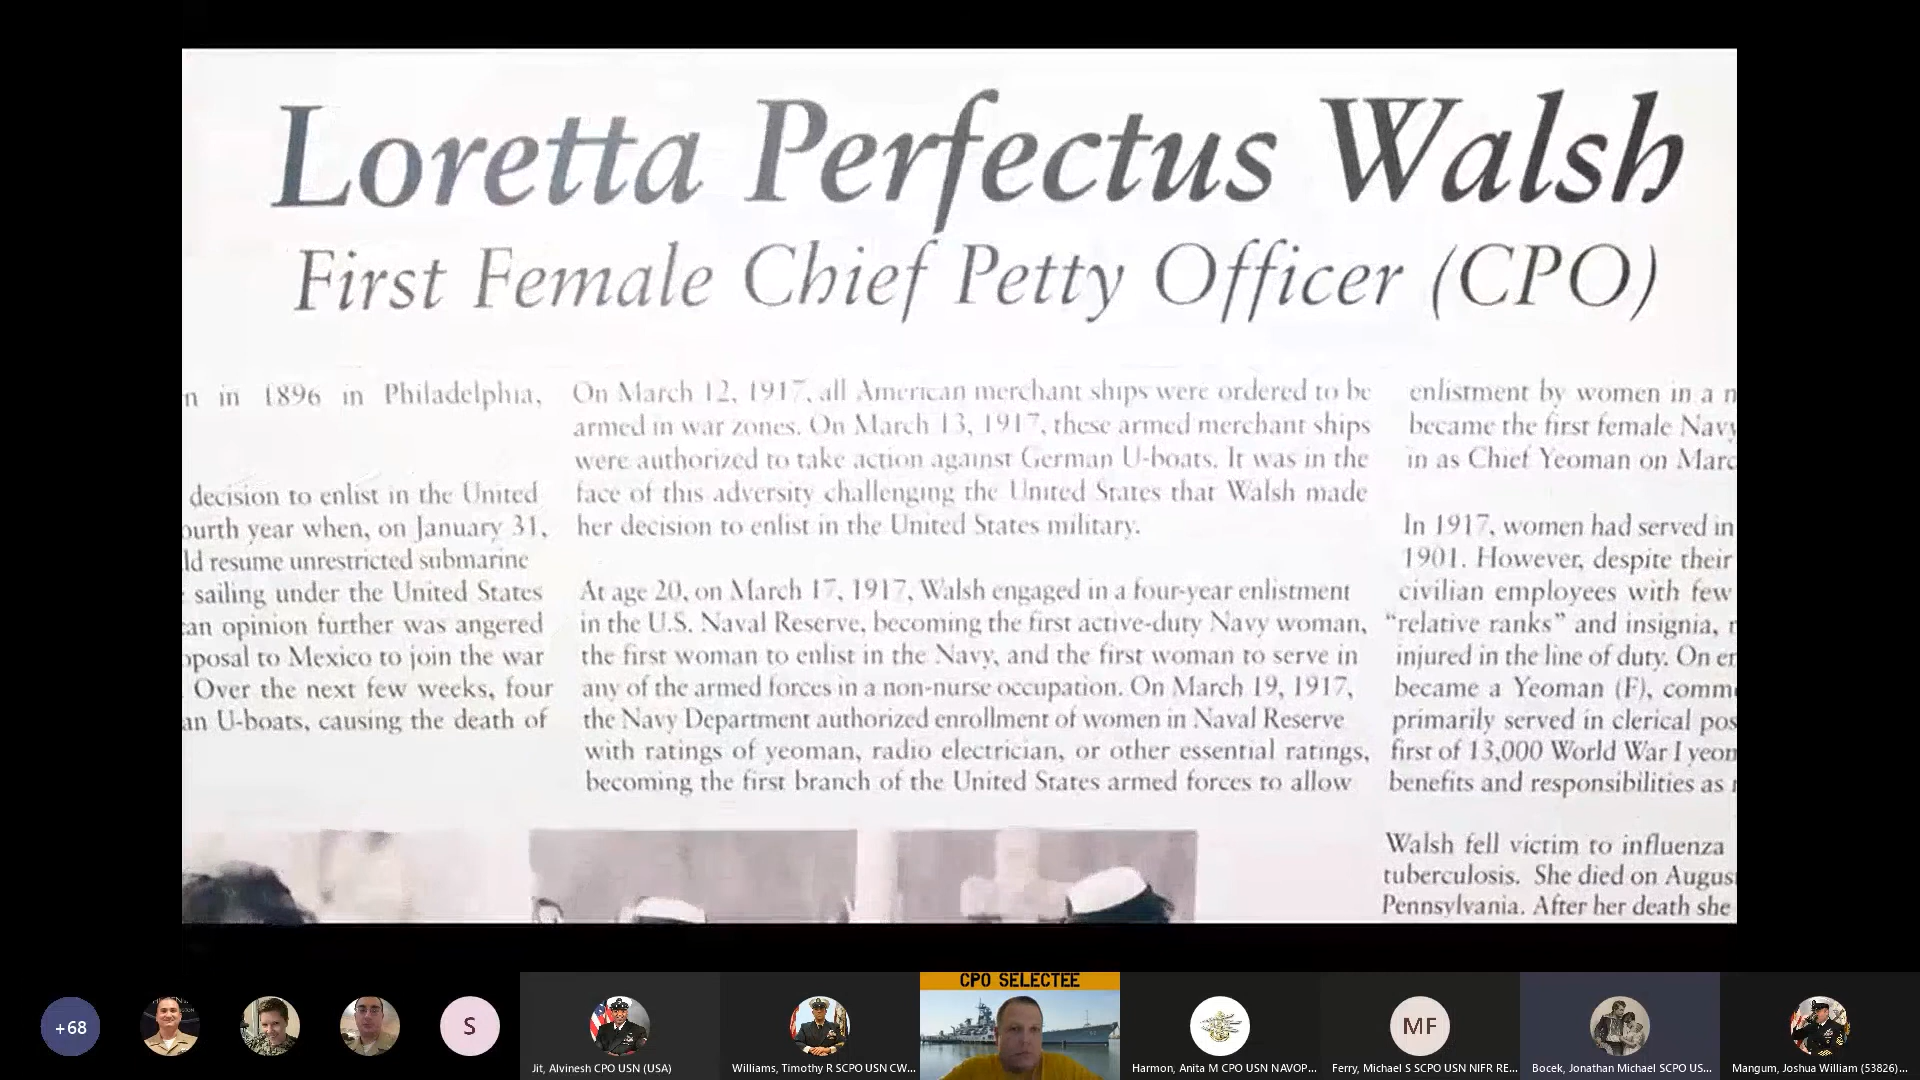 Loretta Perfectus Walsh
First Female Chief Petty Officer (CPO)
n in 1896 in Philadelphia,
decision to enlist in the United
ourth year when, on January 31,
ld resume unrestricted submarine
sailing under the United States
an opinion further was angered
oposal to Mexico to join the war
Over the next few weeks, four
an U-boats, causing the death of
On March 12, 1917, all American merchant ships were ordered to be
armed in war zones. On March 13, 1917, these armed merchant ships
were authorized to take action against German U-boats. It was in the
face of this adversity challenging the United States that Walsh made
her decision to enlist in the United States military.
At age 20, on March 17, 1917, Walsh engaged in a four-year enlistment
in the U.S. Naval Reserve, becoming the first active-duty Navy woman,
the first woman to enlist in the Navy, and the first woman to serve in
any of the armed forces in a non-nurse occupation. On March 19, 1917,
the Navy Department authorized enrollment of women in Naval Reserve
with ratings of yeoman, radio electrician, or other essential ratings,
becoming the first branch of the United States armed forces to allow
enlistment by women in a n
became the first female Navy
in as Chief Yeoman on Marc
In 1917, women had served in
1901. However, despite their
civilian employees with few
“relative ranks” and insignia, r
injured in the line of duty. On en
became a Yeoman (F), comm
primarily served in clerical pos
first of 13,000 World War I yeon
benefits and responsibilities as
Walsh fell victim to influenza
tuberculosis. She died on Augus
Pennsylvania. After her death she
CPO SELECTEE
+68
S
MF
Jit, Alvinesh CPO USN (USA)
Williams, Timothy R SCPO USN CW...
Harmon, Anita M CPO USN NAVOP...
Ferry, Michael S SCPO USN NIFR RE...
Bocek, Jonathan Michael SCPO US...
Mangum, Joshua William (53826)...